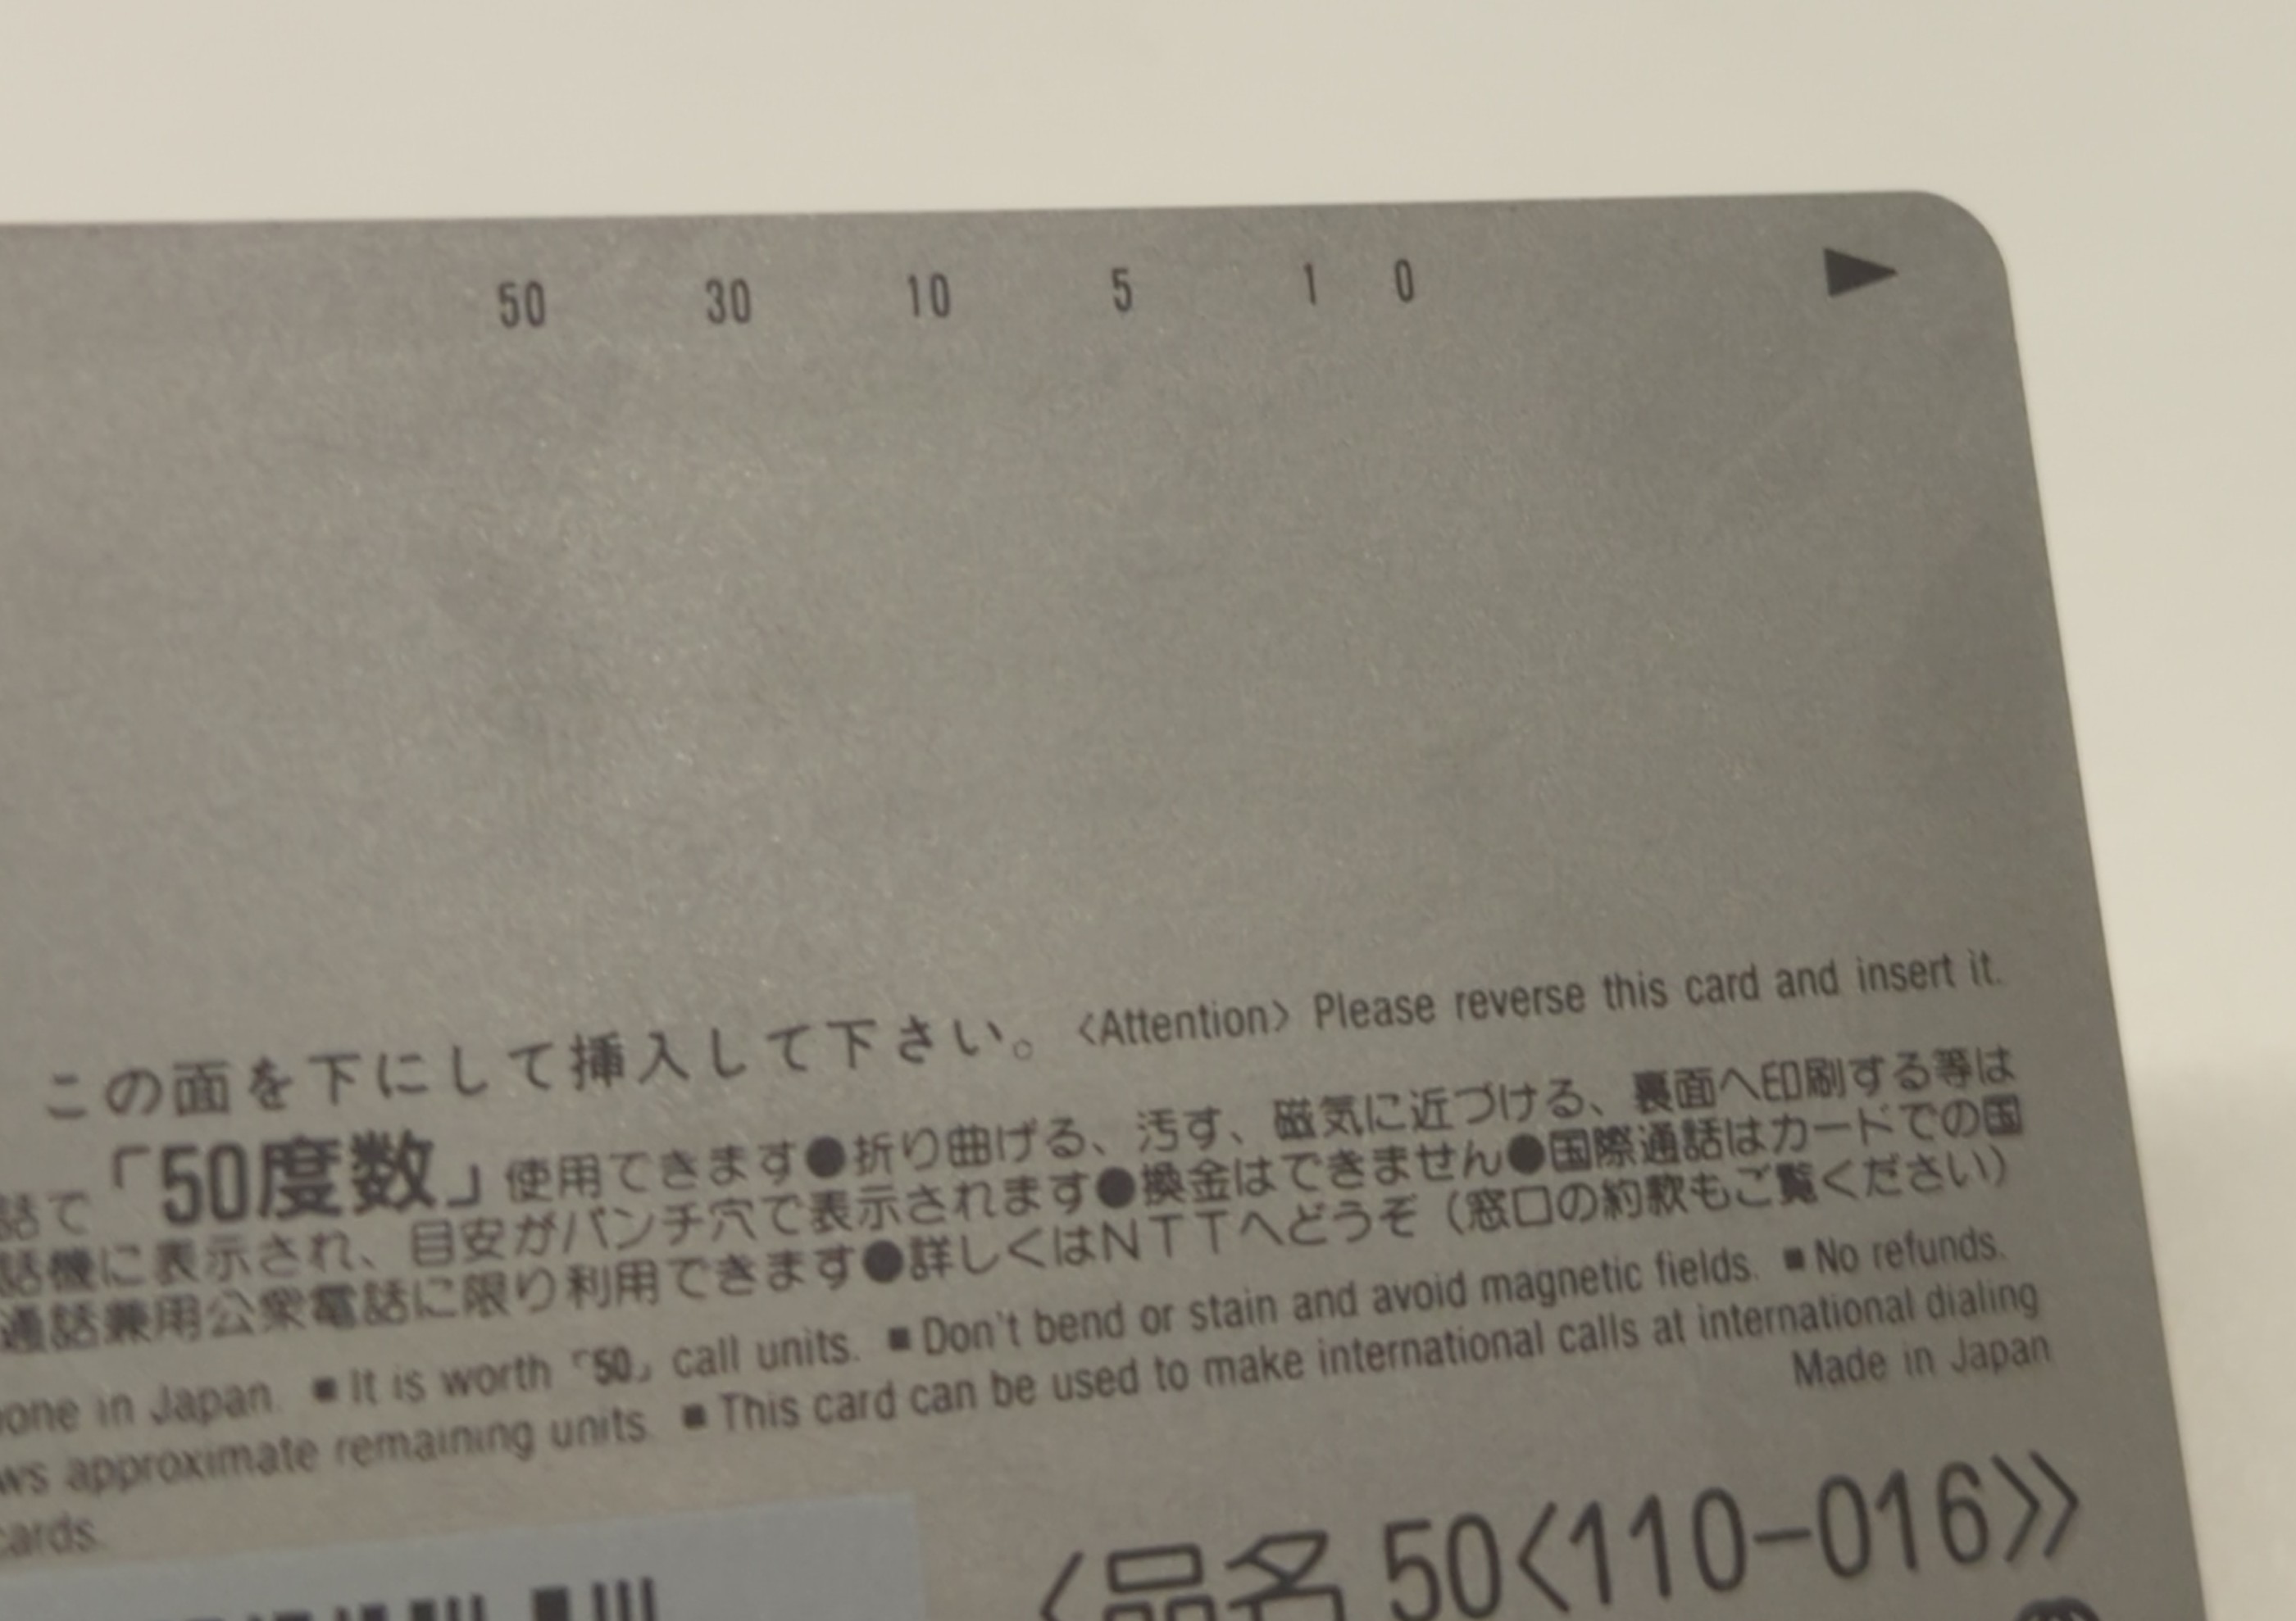 50 30 10 5 1 0
この面を下にして挿入して下さい。〈Attention〉 Please reverse this card and insert it.
話で「50度数」使用できます●折り曲げる、汚す、磁気に近づける、裏面へ印刷する等は
話機に表示され、目安がパンチ穴で表示されます●換金はできません●国際通話はカードでの国
通話兼用公衆電話に限り利用できます●詳しくはNTTへどうぞ（窓口の約款もご覧ください）
one in Japan. ■It is worth「50」call units. ■Don't bend or stain and avoid magnetic fields. ■No refunds.
ws approximate remaining units. ■This card can be used to make international calls at international dialing
cards.
Made in Japan
〈品名 50〈110-016〉〉